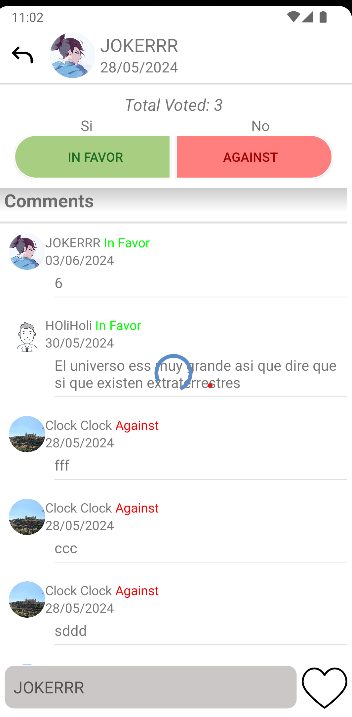 11:02
JOKERRR
28/05/2024
Total Voted: 3
Si No
IN FAVOR AGAINST
Comments
JOKERRR In Favor
03/06/2024
6
HOliHoli In Favor
30/05/2024
El universo ess muy grande asi que dire que
si que existen extraterrestres
Clock Clock Against
28/05/2024
fff
Clock Clock Against
28/05/2024
ccc
Clock Clock Against
28/05/2024
sddd
JOKERRR